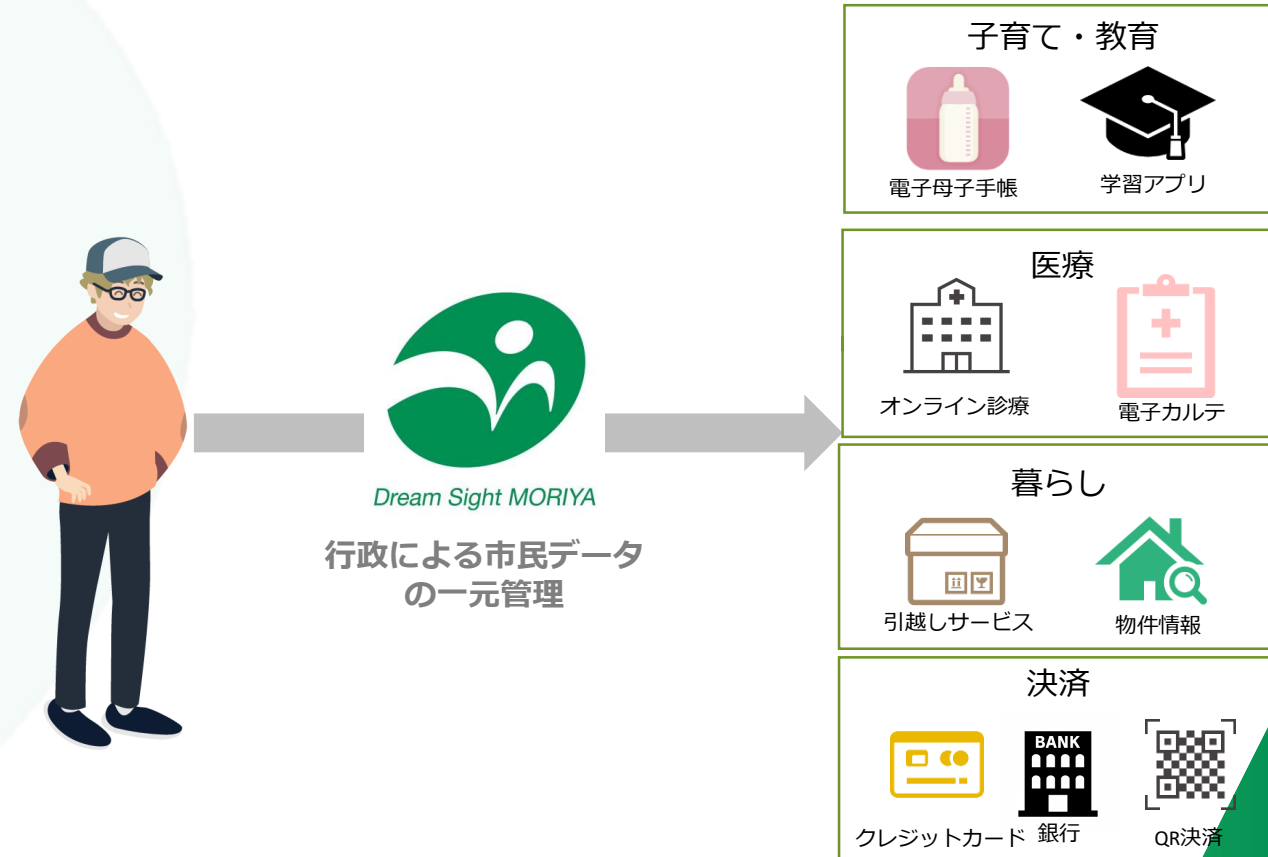 子育て・教育
電子母子手帳
学習アプリ
医療
オンライン診療
電子カルテ
Dream Sight MORIYA
行政による市民データ
の一元管理
暮らし
引越しサービス
物件情報
決済
BANK
クレジットカード
銀行
QR決済